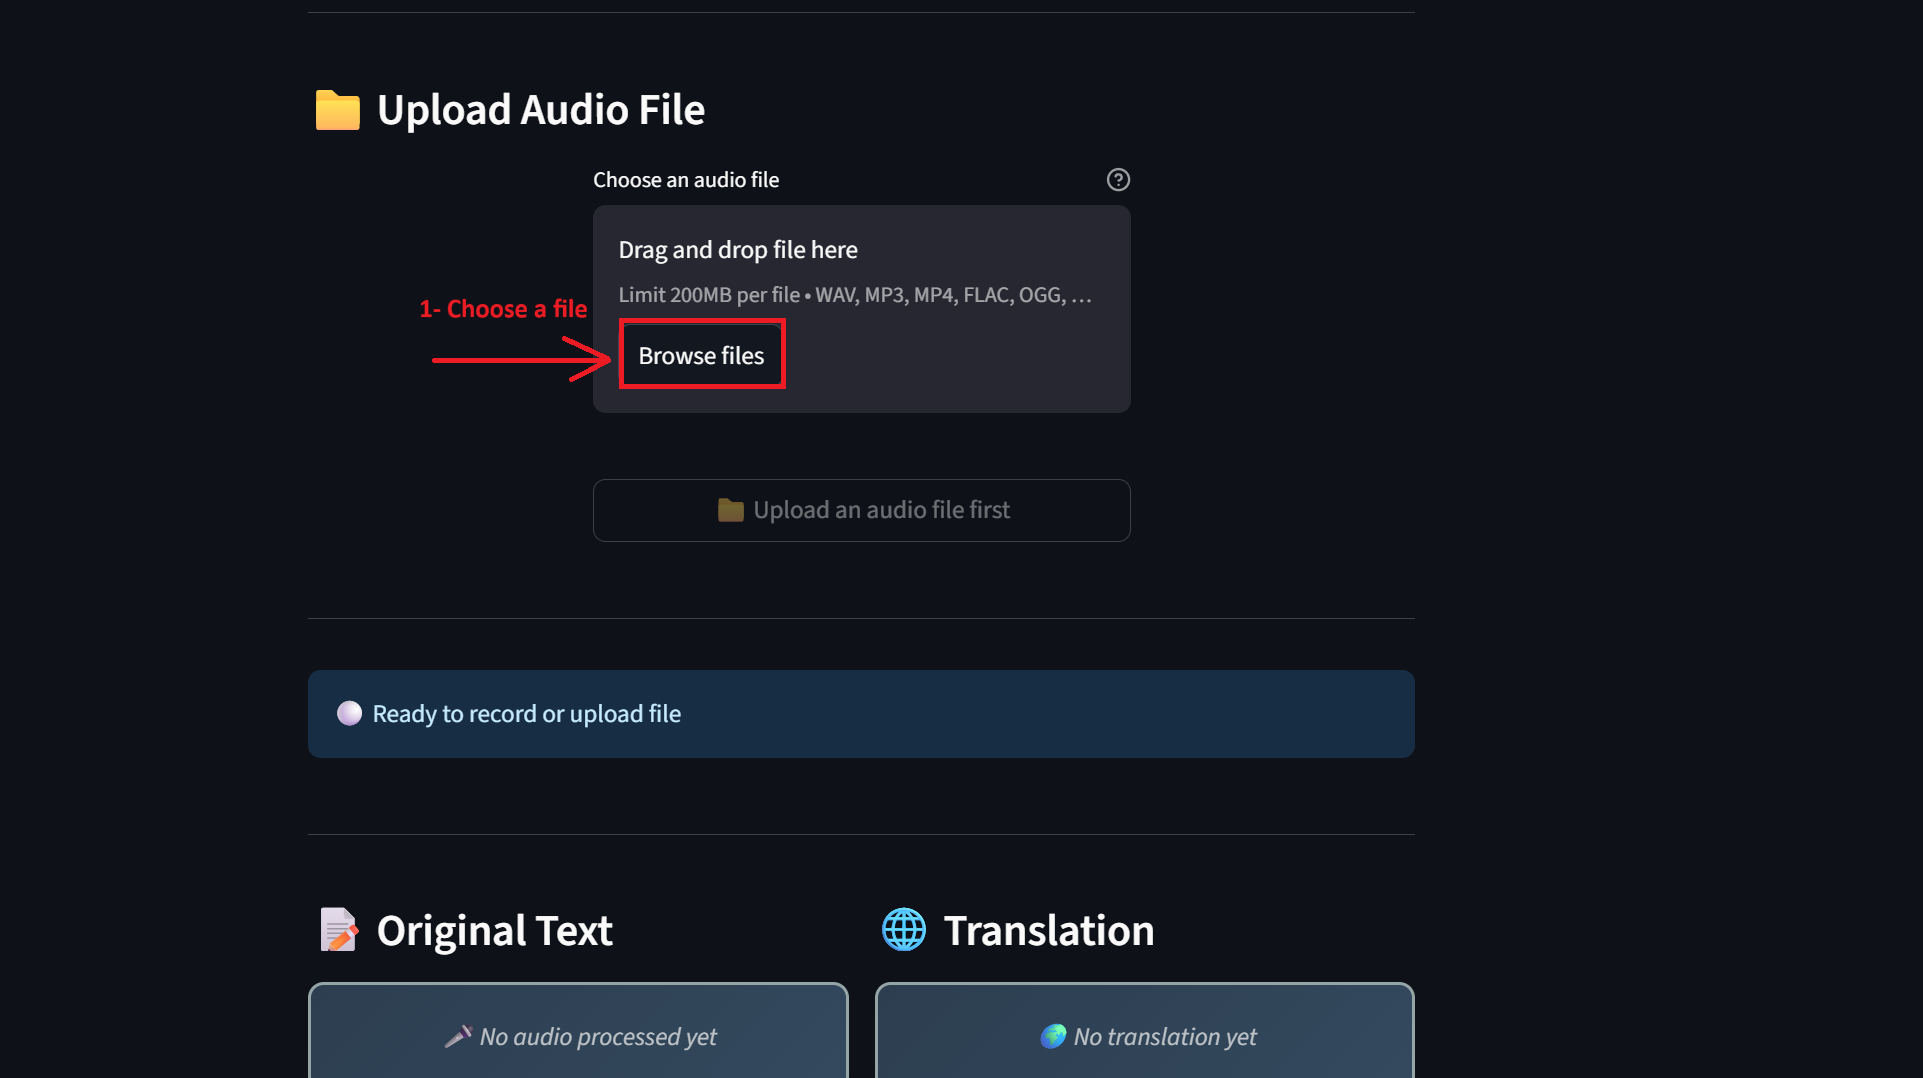 Upload Audio File
Choose an audio file
Drag and drop file here
Limit 200MB per file • WAV, MP3, MP4, FLAC, OGG, …
1- Choose a file
Browse files
Upload an audio file first
Ready to record or upload file
Original Text
Translation
No audio processed yet
No translation yet